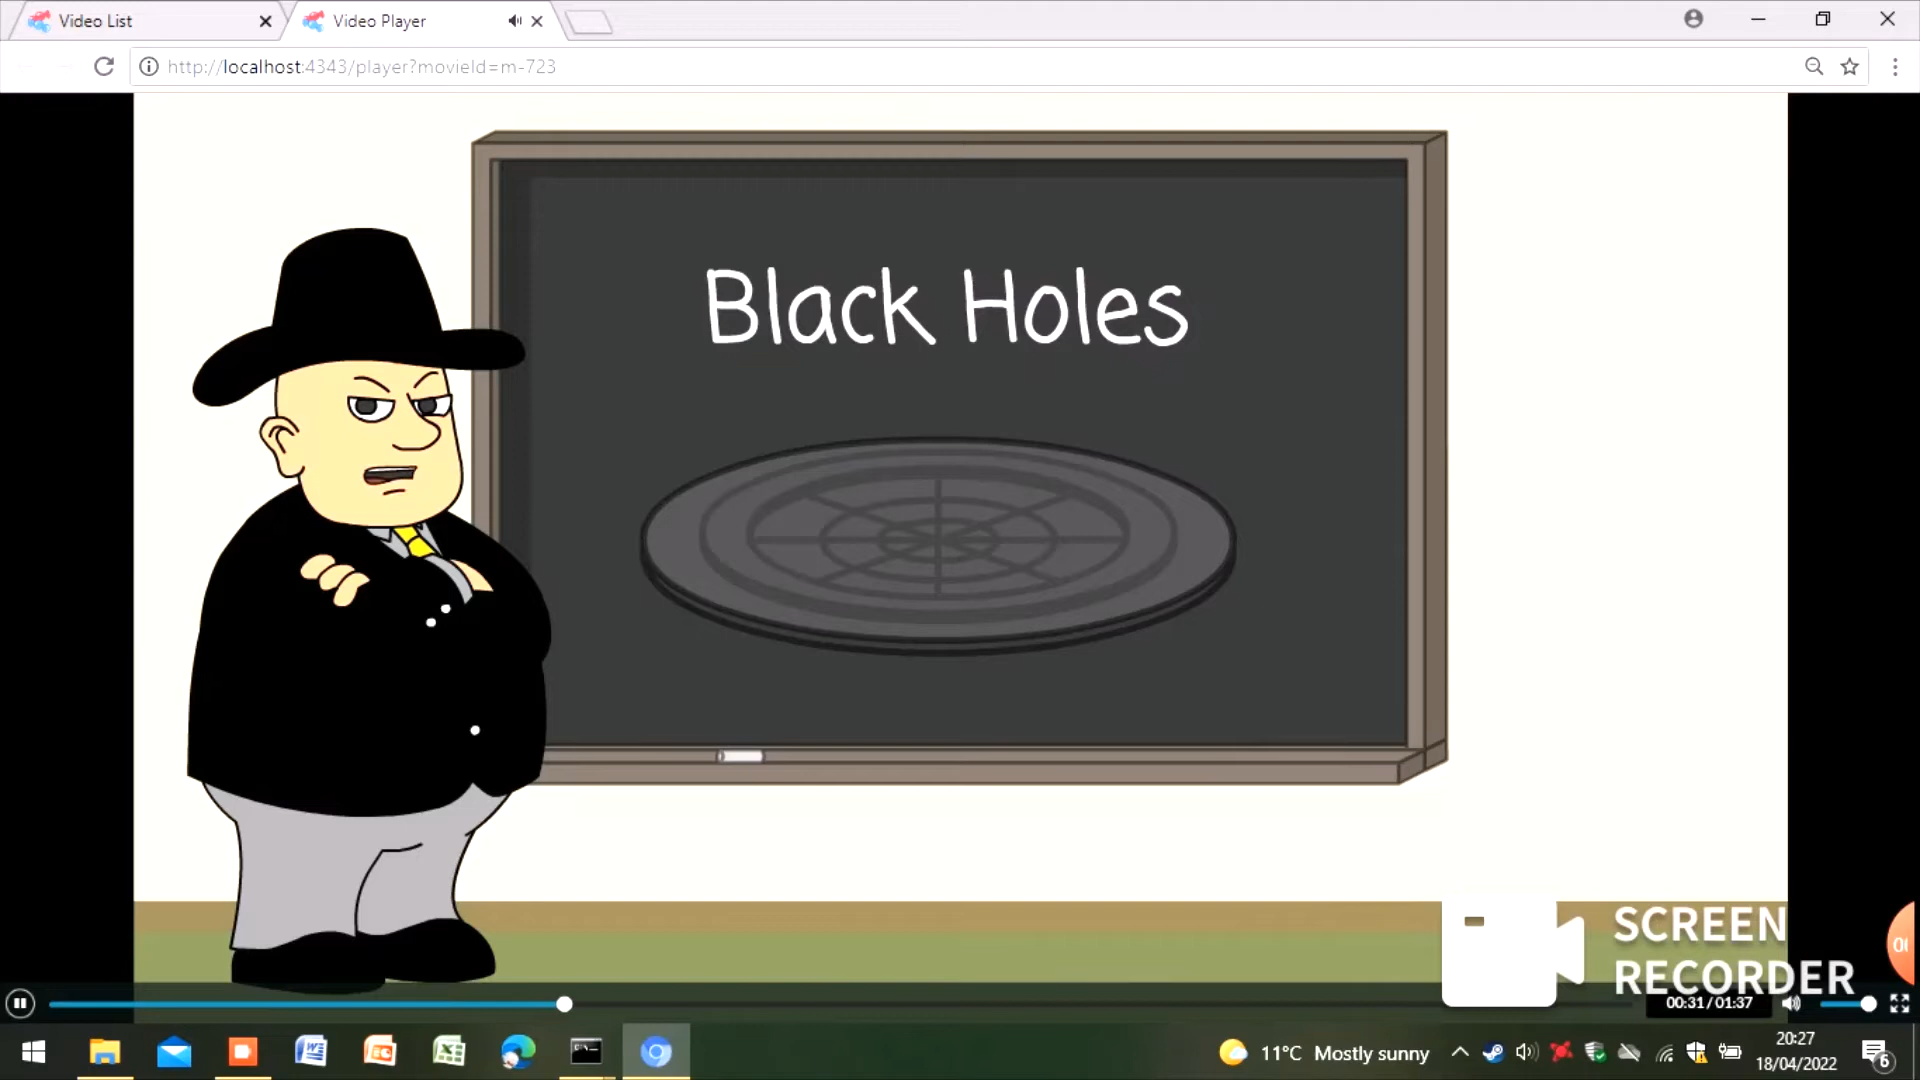 Video List
Video Player
http://localhost:4343/player?movieId=m-723
Black Holes
SCREEN
RECORDER
00:31 / 01:37
11°C Mostly sunny
20:27
18/04/2022
6